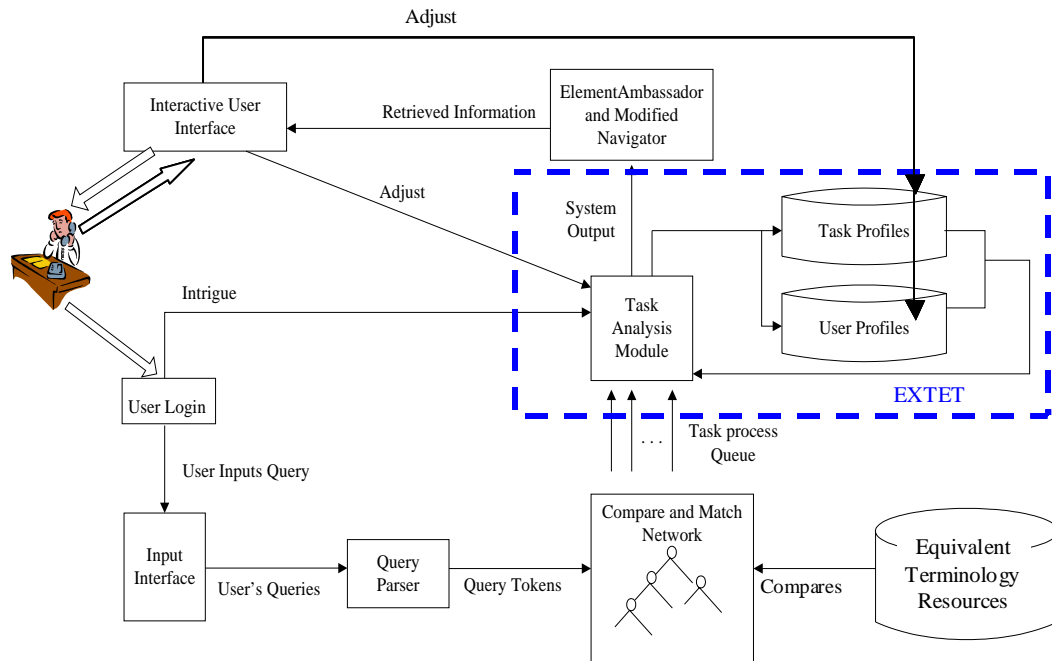 Adjust
Interactive User
Interface
Retrieved Information
ElementAmbassador
and Modified
Navigator
Adjust
System
Output
Task Profiles
Intrigue
Task
Analysis
Module
User Profiles
EXTET
User Login
. . .
Task process
Queue
User Inputs Query
Input
Interface
User's Queries
Query
Parser
Query Tokens
Compare and Match
Network
Compares
Equivalent
Terminology
Resources